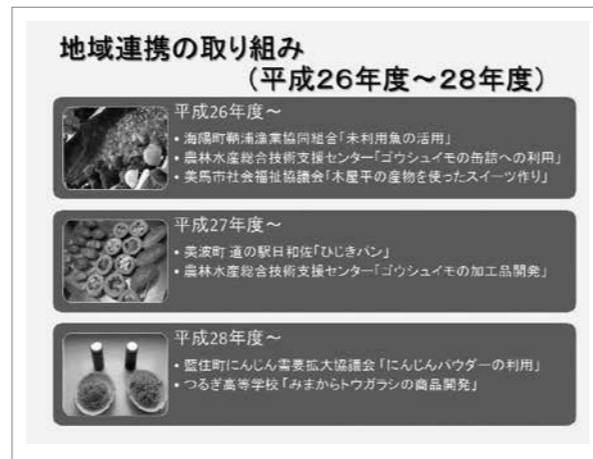 地域連携の取り組み
（平成26年度～28年度）
平成26年度～
• 海陽町鞆浦漁業協同組合「未利用魚の活用」
• 農林水産総合技術支援センター「ゴウシュイモの缶詰への利用」
• 美馬市社会福祉協議会「木屋平の産物を使ったスイーツ作り」
平成27年度～
• 美波町 道の駅日和佐「ひじきパン」
• 農林水産総合技術支援センター「ゴウシュイモの加工品開発」
平成28年度～
• 藍住町にんじん需要拡大協議会「にんじんパウダーの利用」
• つるぎ高等学校「みまからトウガラシの商品開発」